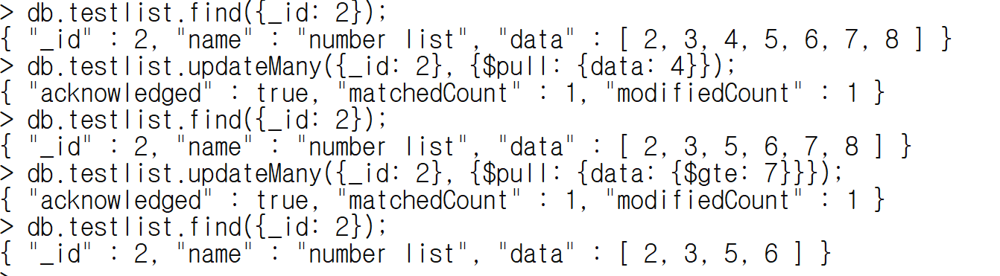 > db.testlist.find({_id: 2});
{ "_id" : 2, "name" : "number list", "data" : [ 2, 3, 4, 5, 6, 7, 8 ] }
> db.testlist.updateMany({_id: 2}, {$pull: {data: 4}});
{ "acknowledged" : true, "matchedCount" : 1, "modifiedCount" : 1 }
> db.testlist.find({_id: 2});
{ "_id" : 2, "name" : "number list", "data" : [ 2, 3, 5, 6, 7, 8 ] }
> db.testlist.updateMany({_id: 2}, {$pull: {data: {$gte: 7}}});
{ "acknowledged" : true, "matchedCount" : 1, "modifiedCount" : 1 }
> db.testlist.find({_id: 2});
{ "_id" : 2, "name" : "number list", "data" : [ 2, 3, 5, 6 ] }